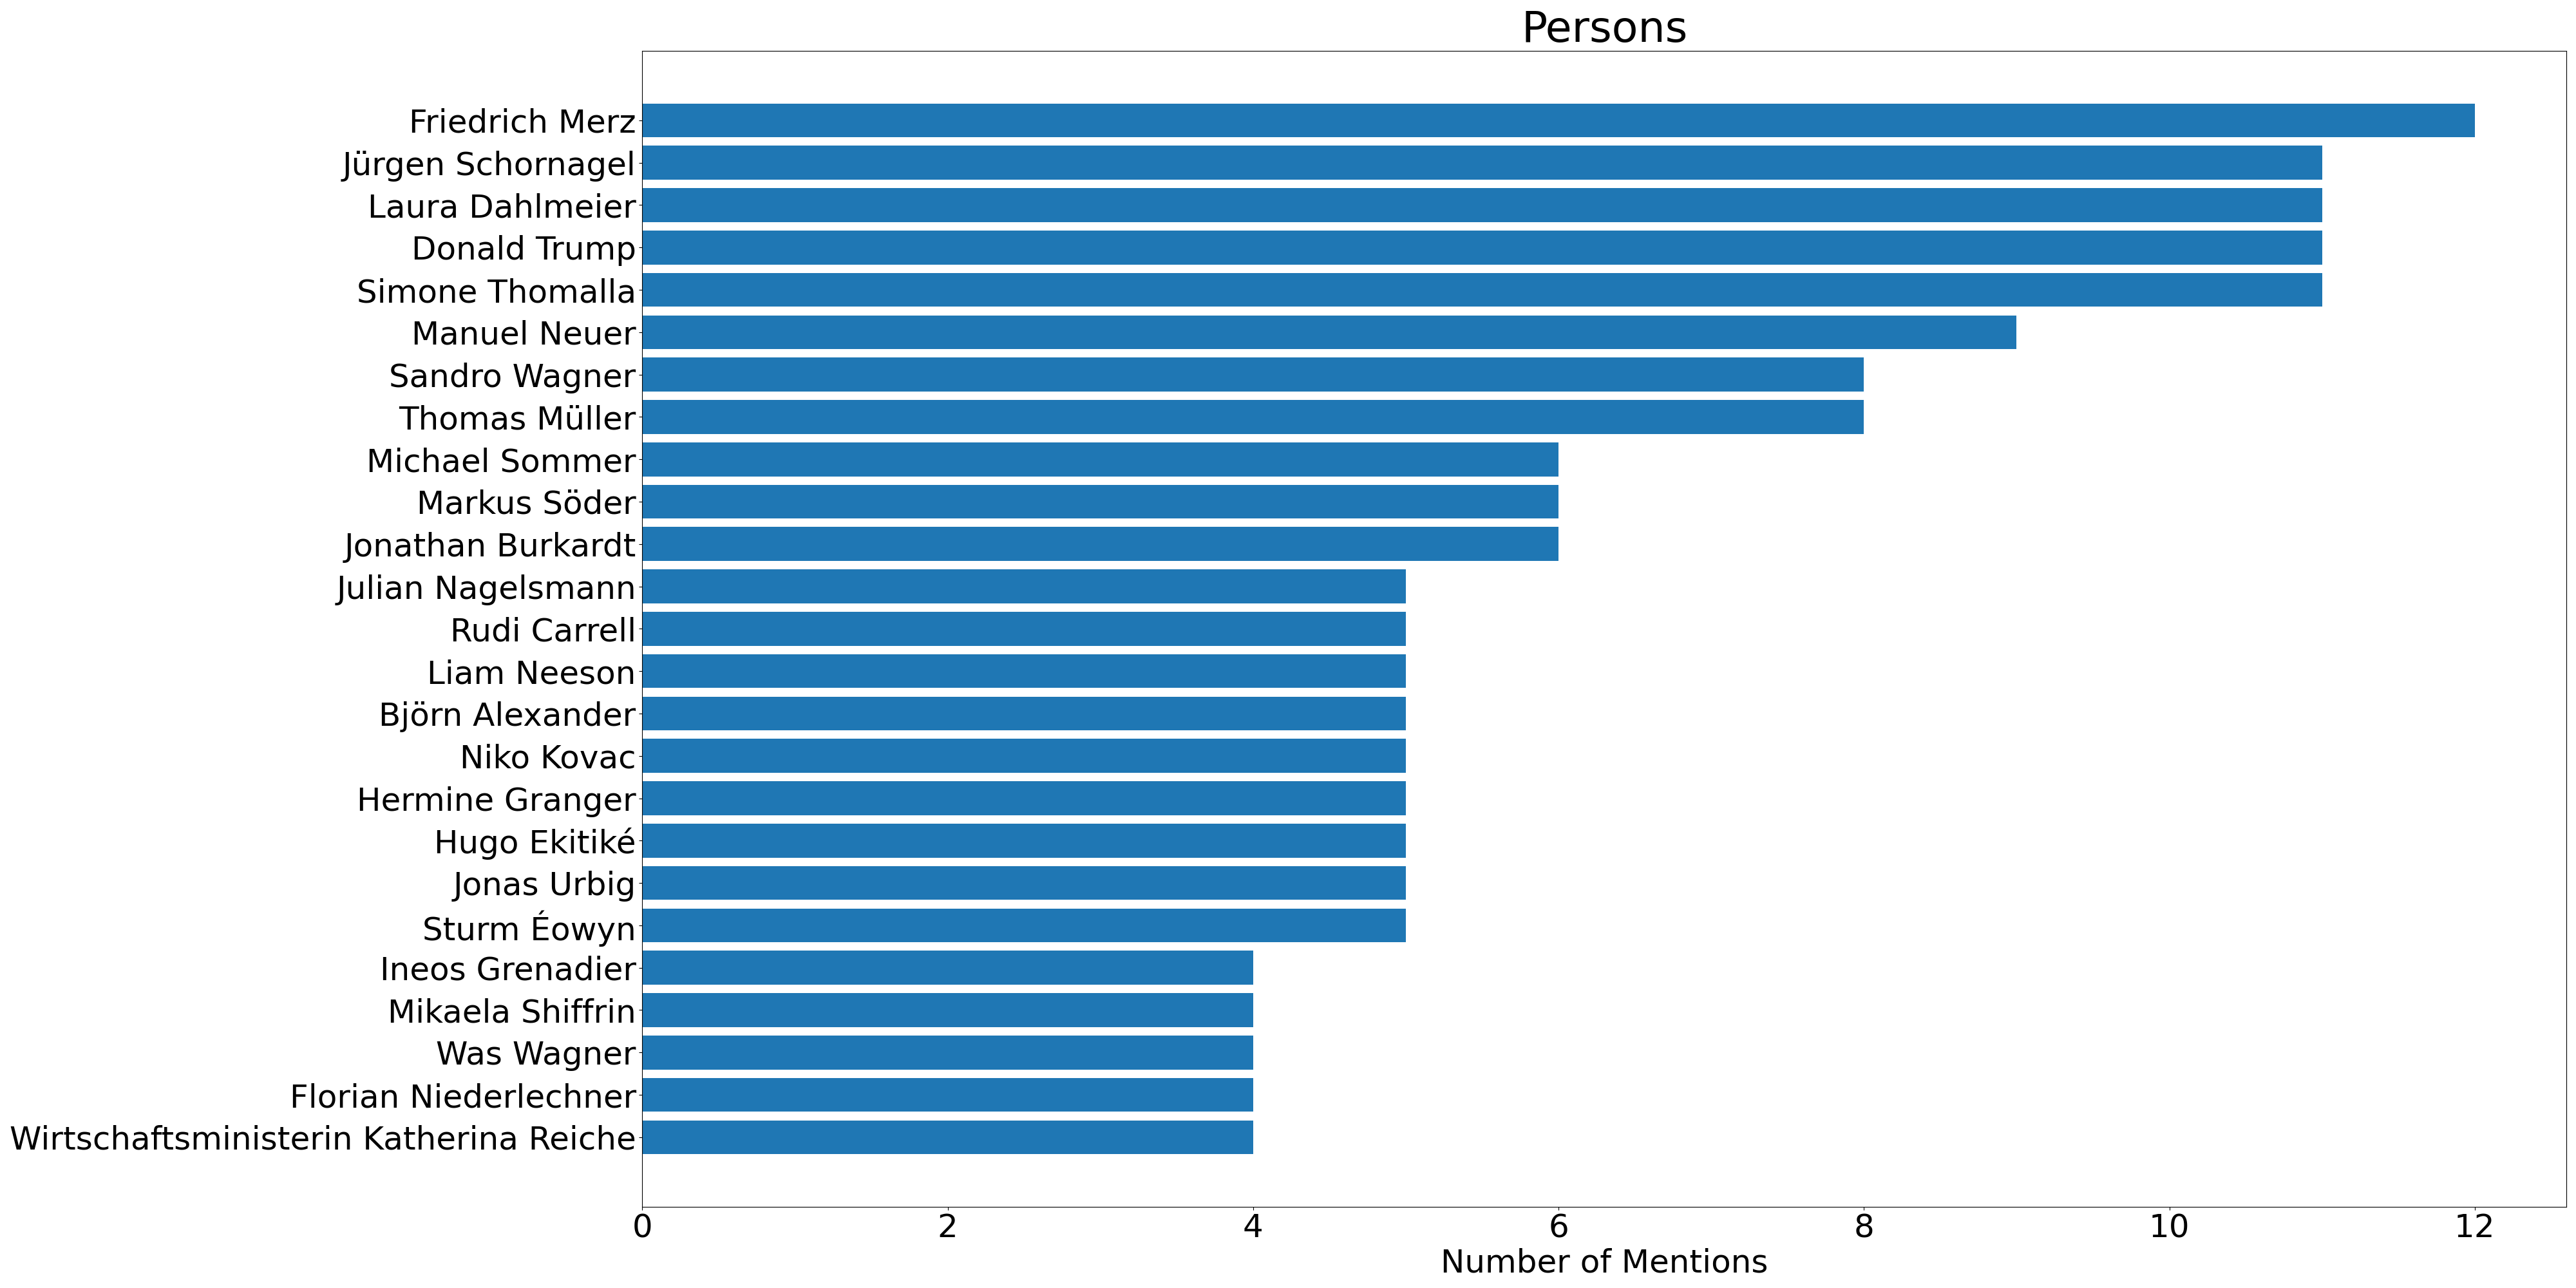 Persons
Friedrich Merz
Jürgen Schornagel
Laura Dahlmeier
Donald Trump
Simone Thomalla
Manuel Neuer
Sandro Wagner
Thomas Müller
Michael Sommer
Markus Söder
Jonathan Burkardt
Julian Nagelsmann
Rudi Carrell
Liam Neeson
Björn Alexander
Niko Kovac
Hermine Granger
Hugo Ekitiké
Jonas Urbig
Sturm Éowyn
Ineos Grenadier
Mikaela Shiffrin
Was Wagner
Florian Niederlechner
Wirtschaftsministerin Katherina Reiche
0 2 4 6 8 10 12
Number of Mentions